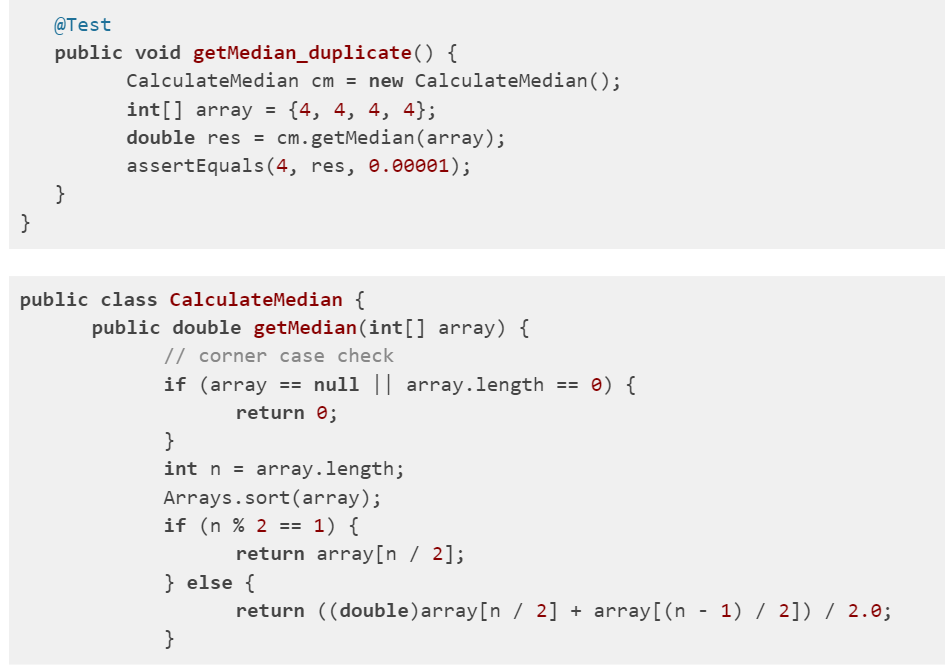 @Test
public void getMedian_duplicate() {
CalculateMedian cm = new CalculateMedian();
int[] array = {4, 4, 4, 4};
double res = cm.getMedian(array);
assertEquals(4, res, 0.00001);
}
}
public class CalculateMedian {
public double getMedian(int[] array) {
// corner case check
if (array == null || array.length == 0) {
return 0;
}
int n = array.length;
Arrays.sort(array);
if (n % 2 == 1) {
return array[n / 2];
} else {
return ((double)array[n / 2] + array[(n - 1) / 2]) / 2.0;
}